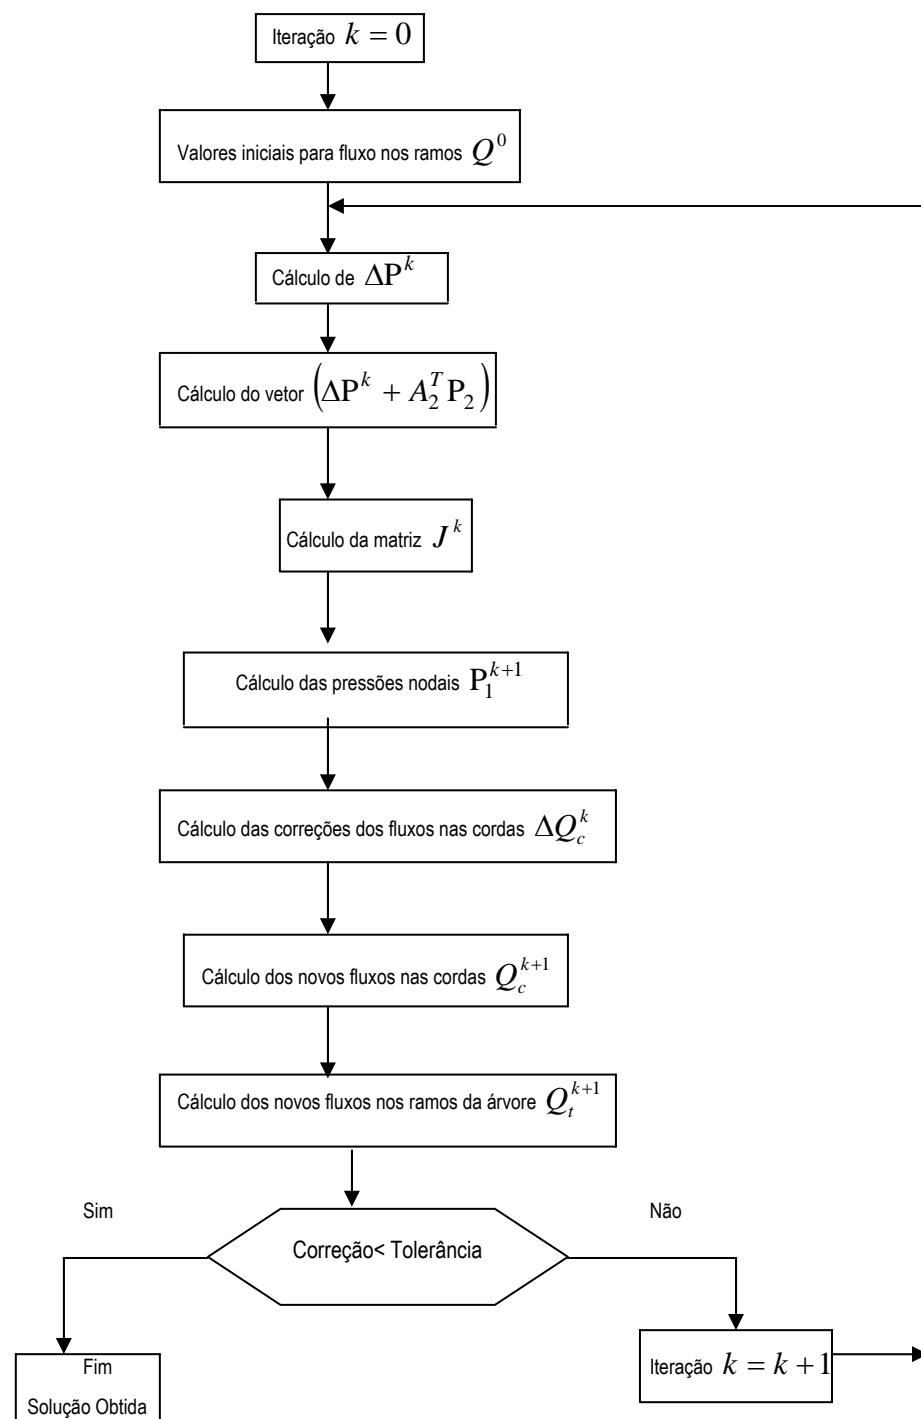 Iteração k = 0
Valores iniciais para fluxo nos ramos Q^0
Cálculo de ΔP^k
Cálculo do vetor (ΔP^k + A_2^T P_2)
Cálculo da matriz J^k
Cálculo das pressões nodais P_1^{k+1}
Cálculo das correções dos fluxos nas cordas ΔQ_c^k
Cálculo dos novos fluxos nas cordas Q_c^{k+1}
Cálculo dos novos fluxos nos ramos da árvore Q_t^{k+1}
Sim
Não
Correção< Tolerância
Iteração k = k + 1
Fim
Solução Obtida